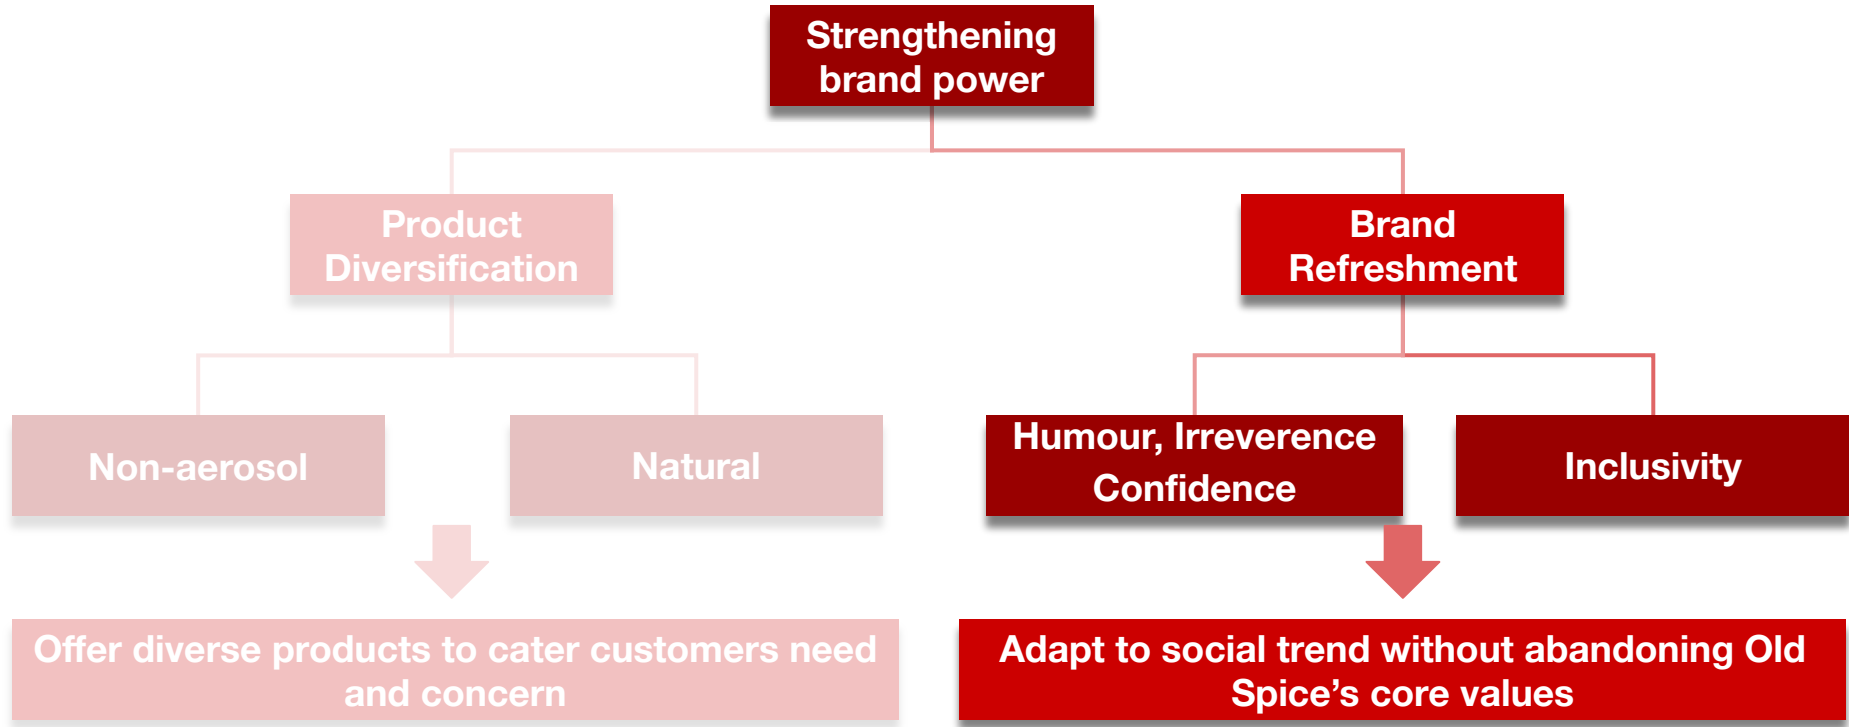 Strengthening
brand power
Product
Diversification
Brand
Refreshment
Non-aerosol
Natural
Humour, Irreverence
Confidence
Inclusivity
Offer diverse products to cater customers need
and concern
Adapt to social trend without abandoning Old
Spice’s core values